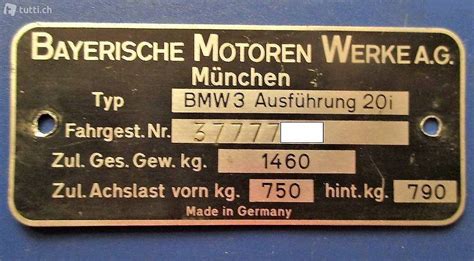 tutti.ch
BAYERISCHE MOTOREN WERKE A.G.
München
Typ BMW3 Ausführung 20i
Fahrgest. Nr. 37777
Zul. Ges. Gew. kg. 1460
Zul. Achslast vorn kg. 750 hint. kg. 790
Made in Germany